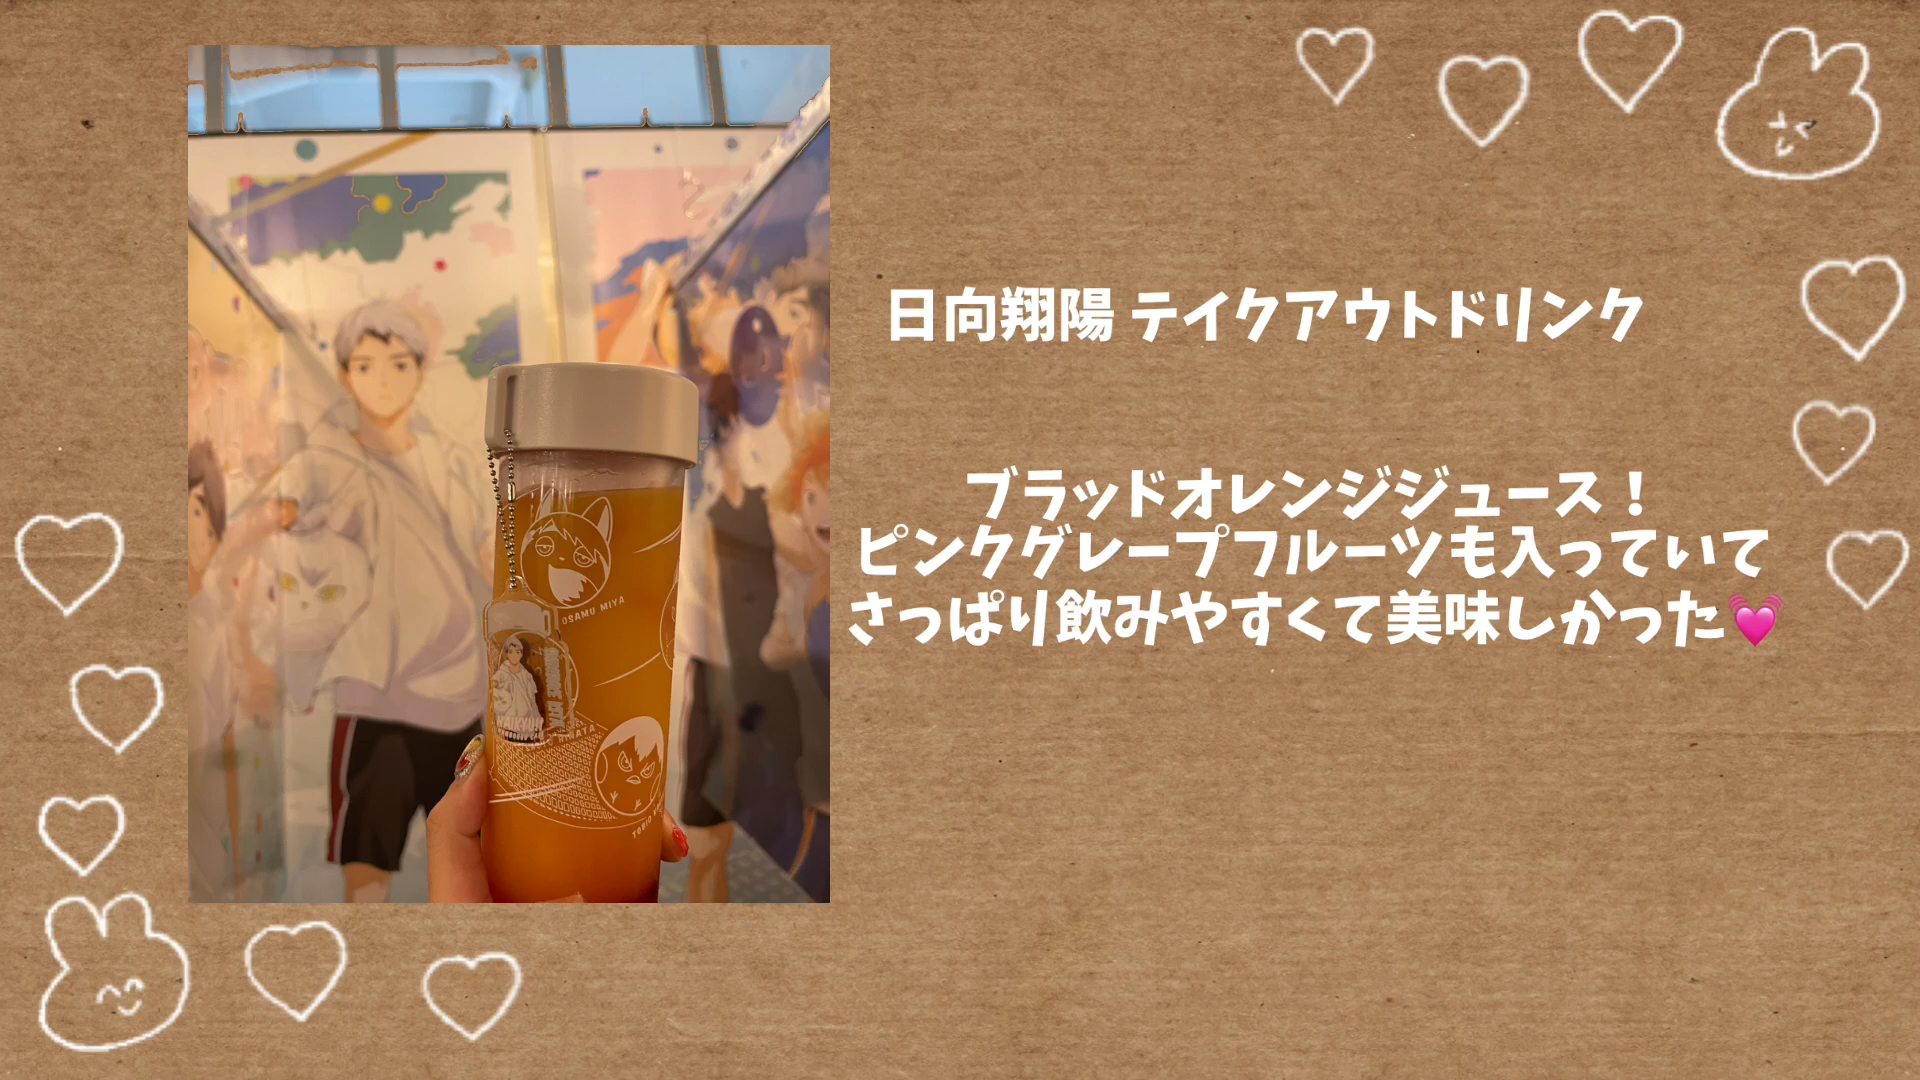 日向翔陽 テイクアウトドリンク
ブラッドオレンジジュース！
ピンクグレープフルーツも入っていて
さっぱり飲みやすくて美味しかった💓
OSAMU MIYA
HINATA
TOBIO